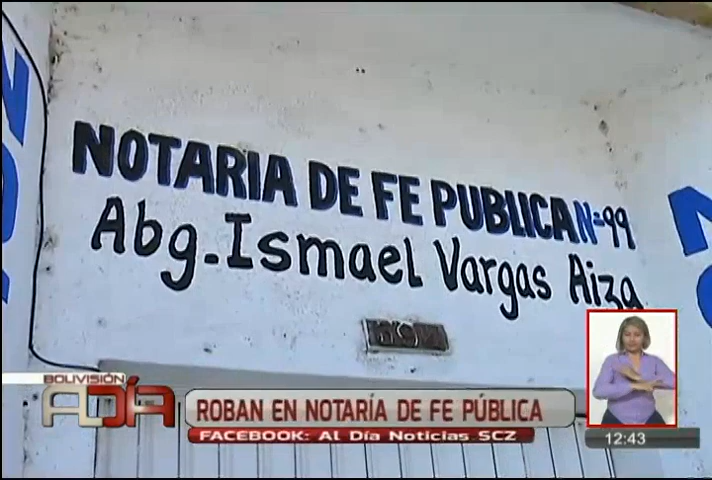 NOTARIA DE FE PUBLICA Nº99
Abg. Ismael Vargas Aiza
BOLIVISIÓN
AL DÍA
ROBAN EN NOTARÍA DE FE PÚBLICA
FACEBOOK: Al Día Noticias SCZ
12:43